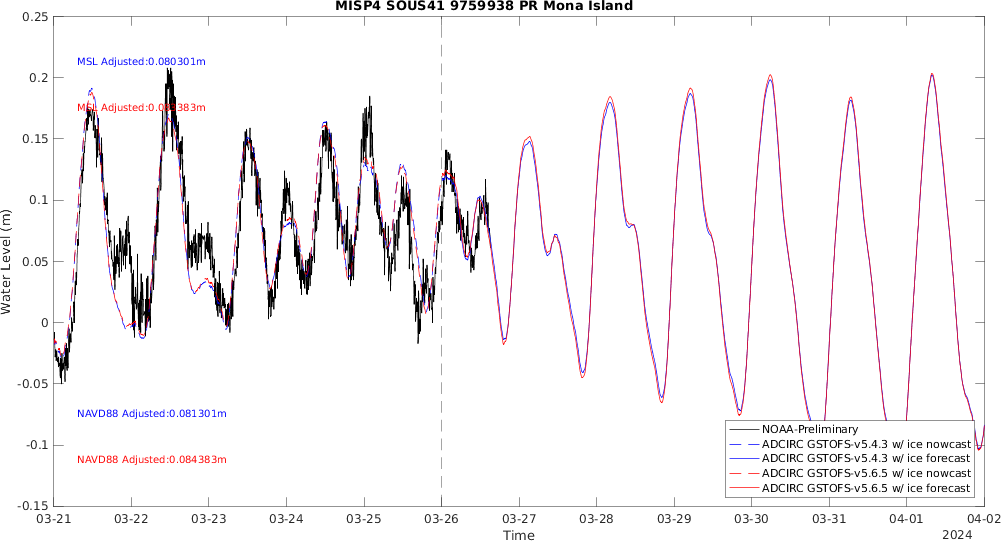 MISP4 SOUS41 9759938 PR Mona Island
0.25
0.2
0.15
0.1
0.05
0
-0.05
-0.1
-0.15
Water Level (m)
MSL Adjusted:0.080301m
MSL Adjusted:
NAVD88 Adjusted:0.081301m
NAVD88 Adjusted:0.084383m
NOAA-Preliminary
ADCIRC GSTOFS-v5.4.3 w/ ice nowcast
ADCIRC GSTOFS-v5.4.3 w/ ice forecast
ADCIRC GSTOFS-v5.6.5 w/ ice nowcast
ADCIRC GSTOFS-v5.6.5 w/ ice forecast
03-21 03-22 03-23 03-24 03-25 03-26 03-27 03-28 03-29 03-30 03-31 04-01 04-02
Time
2024